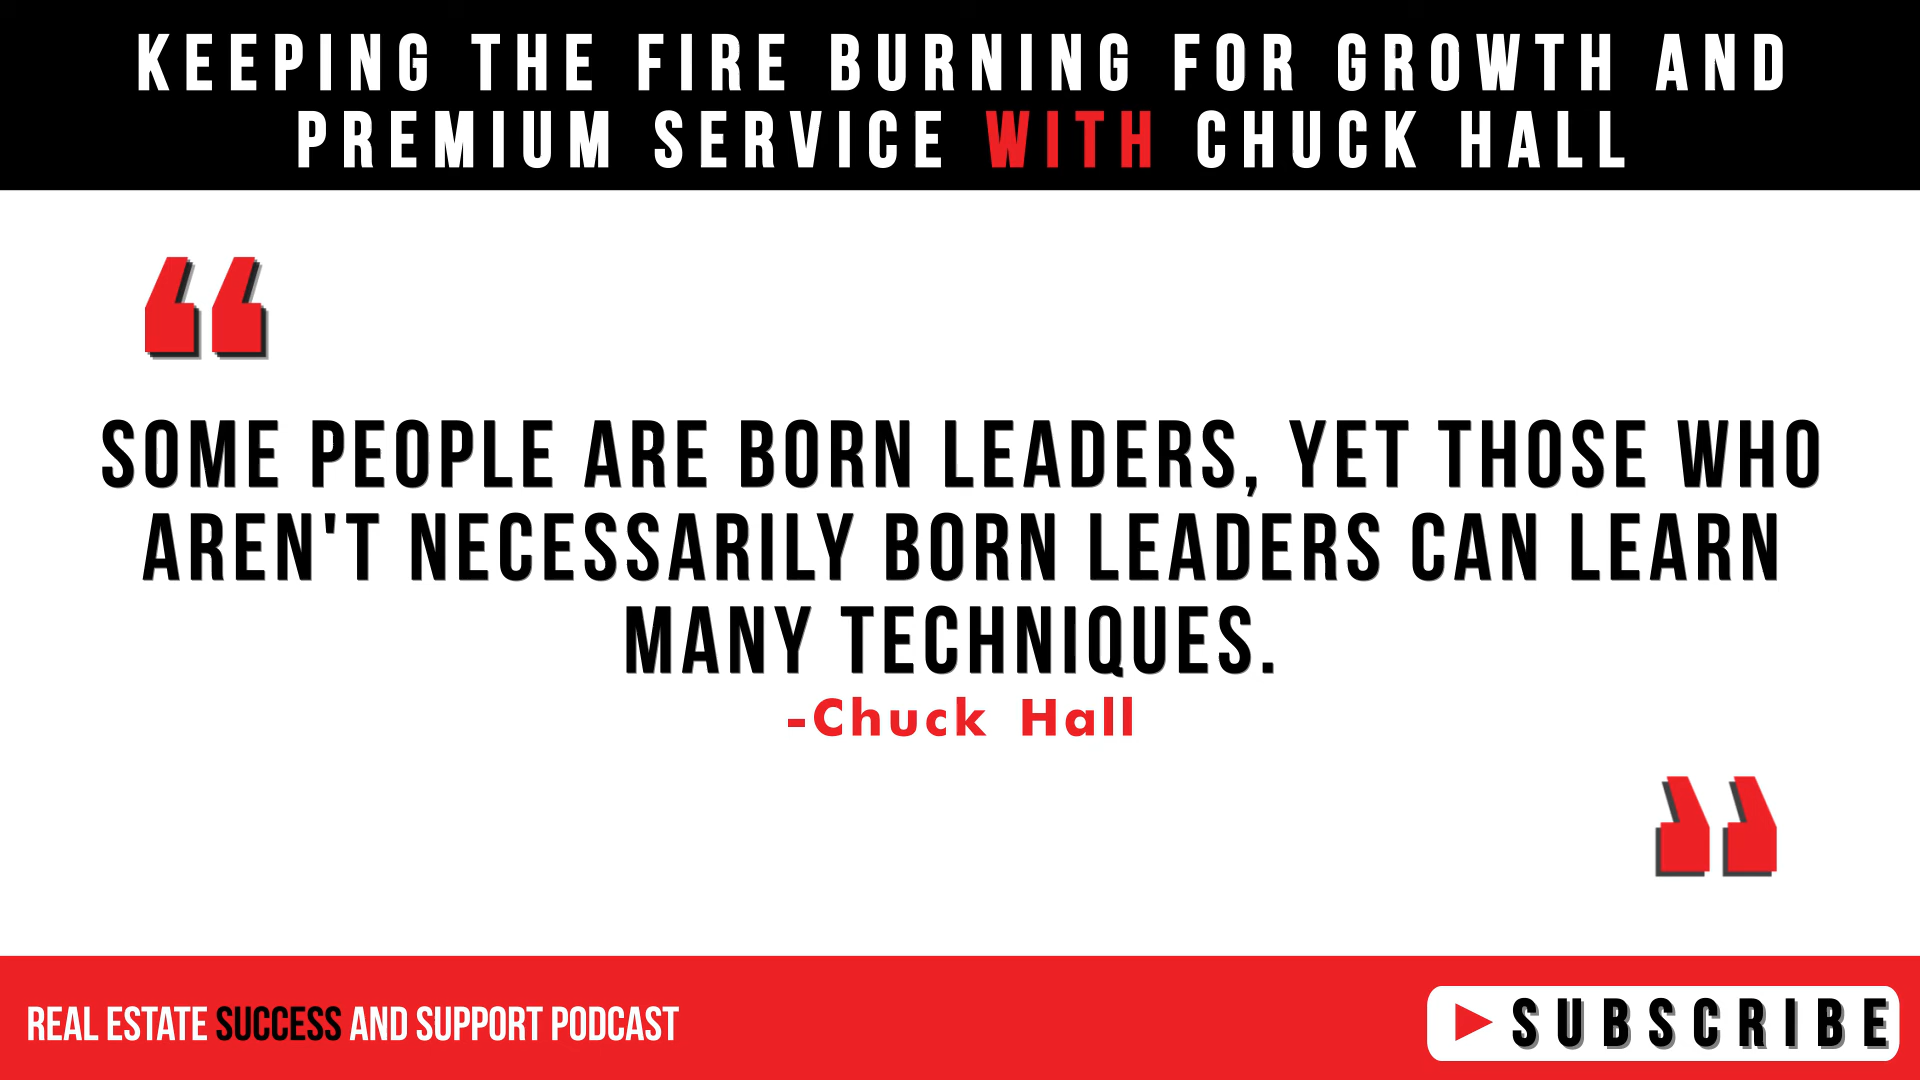 KEEPING THE FIRE BURNING FOR GROWTH AND
PREMIUM SERVICE WITH CHUCK HALL
“
SOME PEOPLE ARE BORN LEADERS, YET THOSE WHO
AREN'T NECESSARILY BORN LEADERS CAN LEARN
MANY TECHNIQUES.
-Chuck Hall
”
REAL ESTATE SUCCESS AND SUPPORT PODCAST
SUBSCRIBE